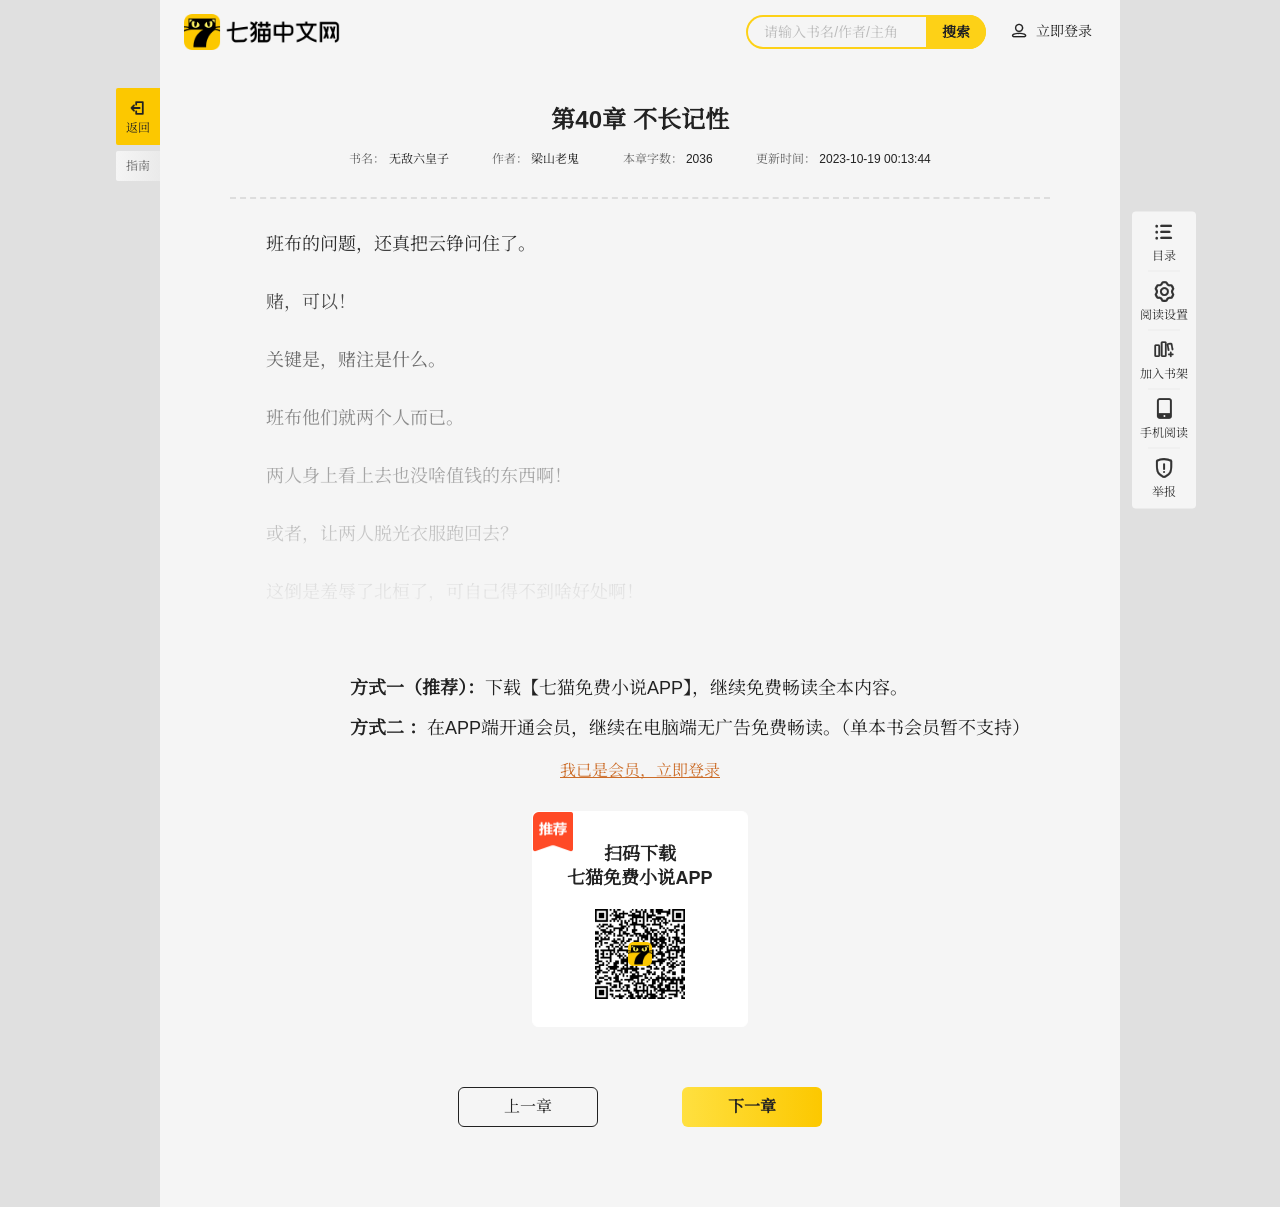 七猫中文网
请输入书名/作者/主角
搜索
立即登录
返回
指南
第40章 不长记性
书名： 无敌六皇子 作者： 梁山老鬼 本章字数： 2036 更新时间： 2023-10-19 00:13:44
班布的问题，还真把云铮问住了。
赌，可以！
关键是，赌注是什么。
班布他们就两个人而已。
两人身上看上去也没啥值钱的东西啊！
或者，让两人脱光衣服跑回去？
这倒是羞辱了北桓了，可自己得不到啥好处啊！
目录
阅读设置
加入书架
手机阅读
举报
方式一（推荐）：下载【七猫免费小说APP】，继续免费畅读全本内容。
方式二 ：在APP端开通会员，继续在电脑端无广告免费畅读。（单本书会员暂不支持）
我已是会员，立即登录
推荐
扫码下载
七猫免费小说APP
上一章
下一章